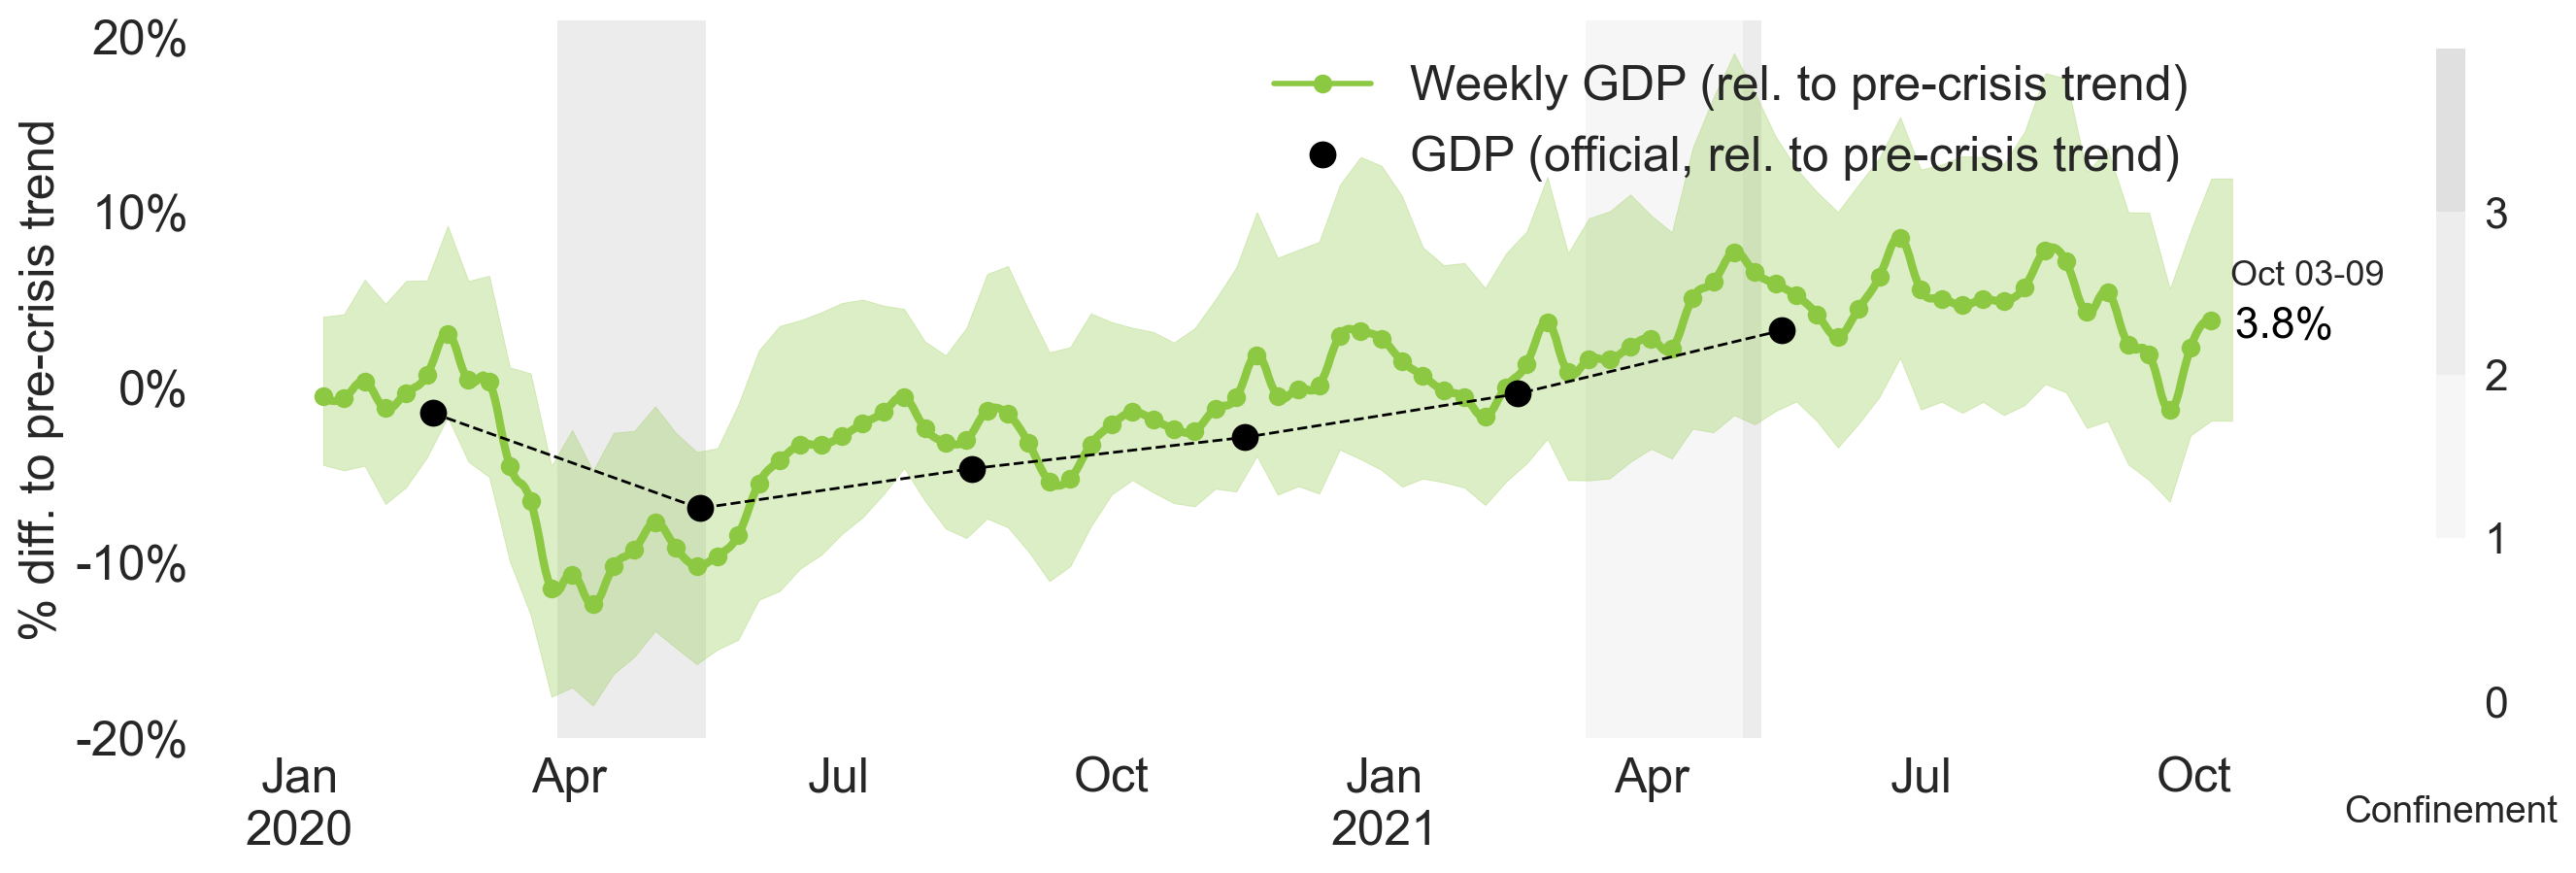 20%
10%
0%
-10%
-20%
% diff. to pre-crisis trend
Weekly GDP (rel. to pre-crisis trend)
GDP (official, rel. to pre-crisis trend)
Oct 03-09
3.8%
3
2
1
0
Confinement
Jan Apr Jul Oct Jan Apr Jul Oct
2020 2021